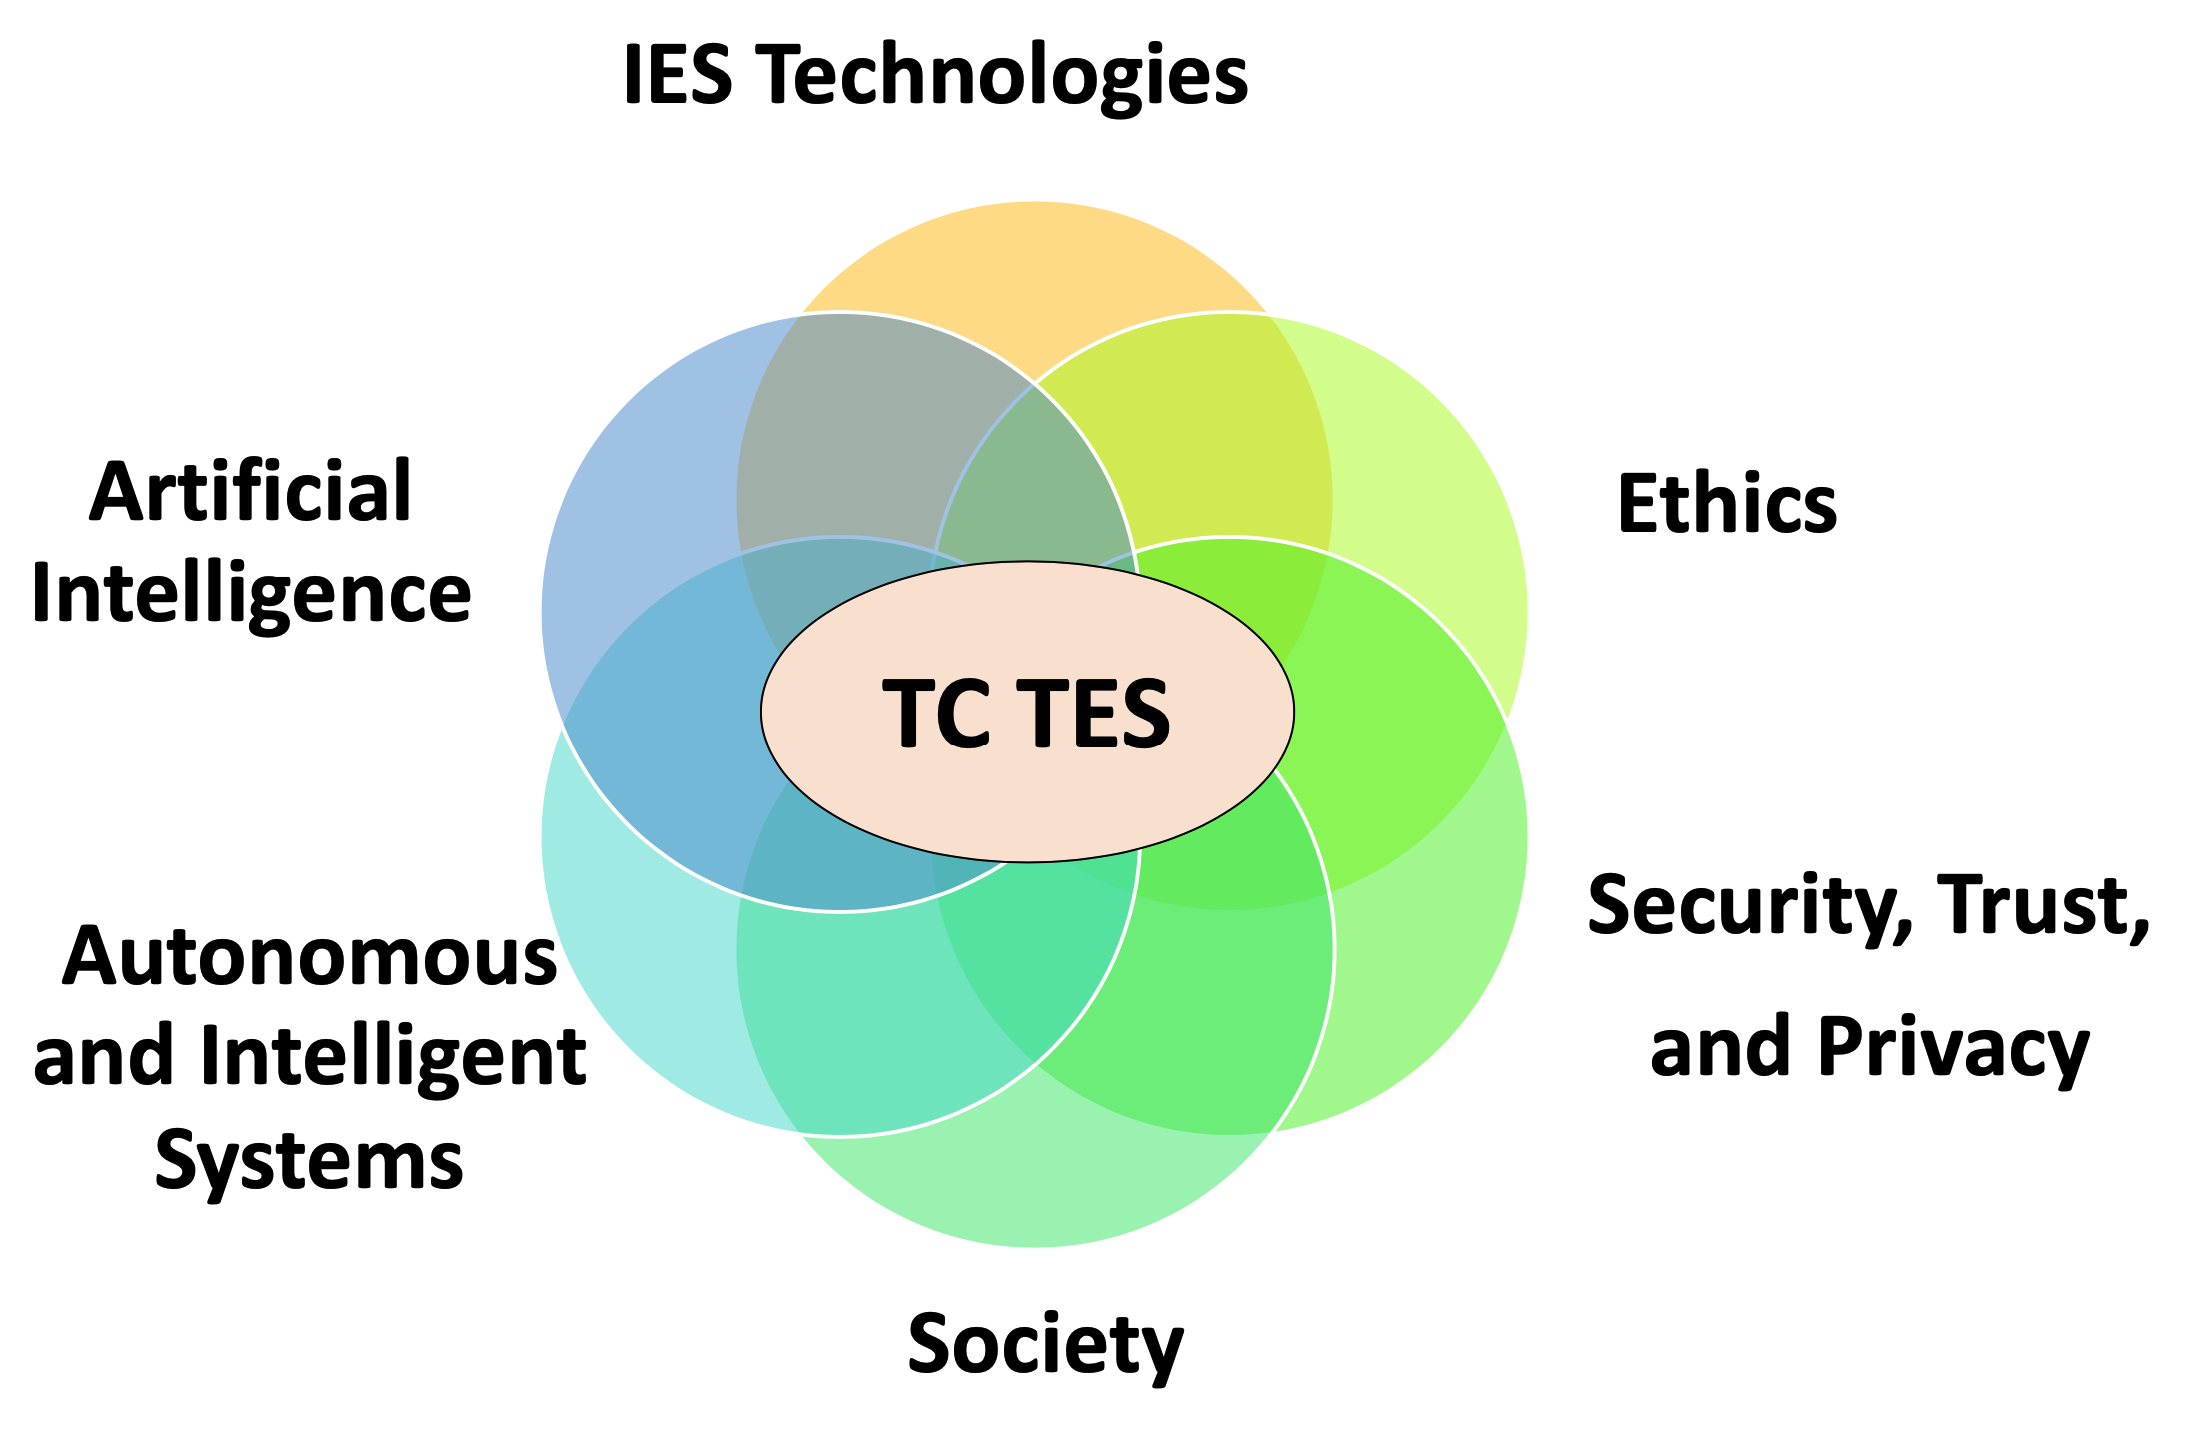 IES Technologies
Artificial
Intelligence
Ethics
TC TES
Security, Trust,
and Privacy
Autonomous
and Intelligent
Systems
Society